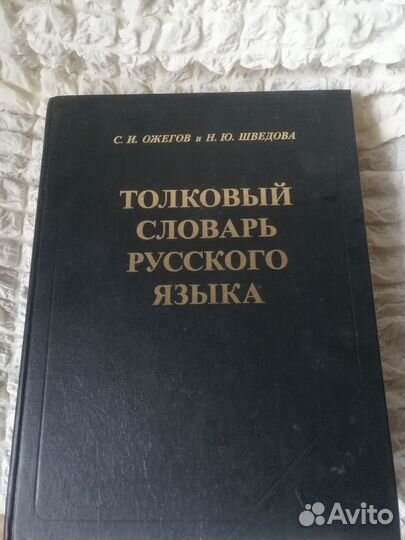 С. И. ОЖЕГОВ и Н. Ю. ШВЕДОВА
ТОЛКОВЫЙ
СЛОВАРЬ
РУССКОГО
ЯЗЫКА
Avito